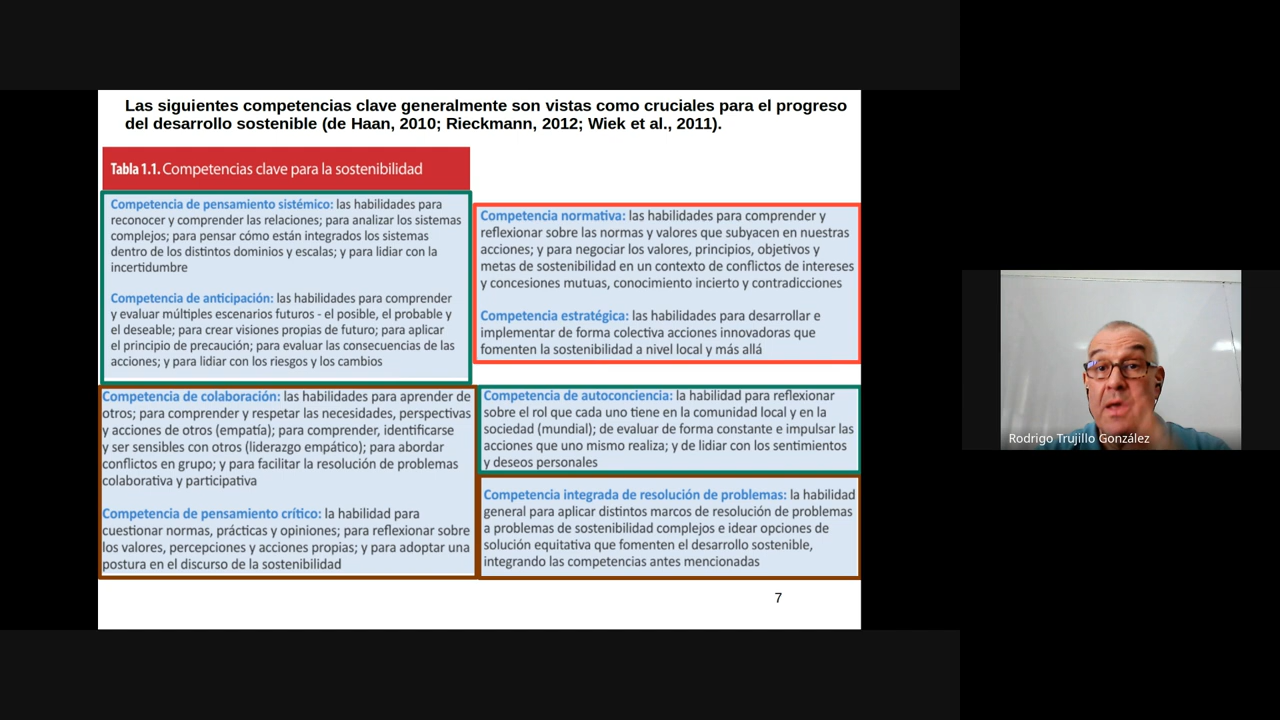 Las siguientes competencias clave generalmente son vistas como cruciales para el progreso
del desarrollo sostenible (de Haan, 2010; Rieckmann, 2012; Wiek et al., 2011).
Tabla 1.1. Competencias clave para la sostenibilidad
Competencia de pensamiento sistémico: las habilidades para
reconocer y comprender las relaciones; para analizar los sistemas
complejos; para pensar cómo están integrados los sistemas
dentro de los distintos dominios y escalas; y para lidiar con la
incertidumbre
Competencia de anticipación: las habilidades para comprender
y evaluar múltiples escenarios futuros - el posible, el probable y
el deseable; para crear visiones propias de futuro; para aplicar
el principio de precaución; para evaluar las consecuencias de las
acciones; y para lidiar con los riesgos y los cambios
Competencia normativa: las habilidades para comprender y
reflexionar sobre las normas y valores que subyacen en nuestras
acciones; y para negociar los valores, principios, objetivos y
metas de sostenibilidad en un contexto de conflictos de intereses
y concesiones mutuas, conocimiento incierto y contradicciones
Competencia estratégica: las habilidades para desarrollar e
implementar de forma colectiva acciones innovadoras que
fomenten la sostenibilidad a nivel local y más allá
Competencia de colaboración: las habilidades para aprender de
otros; para comprender y respetar las necesidades, perspectivas
y acciones de otros (empatía); para comprender, identificarse
y ser sensibles con otros (liderazgo empático); para abordar
conflictos en grupo; y para facilitar la resolución de problemas
colaborativa y participativa
Competencia de pensamiento crítico: la habilidad para
cuestionar normas, prácticas y opiniones; para reflexionar sobre
los valores, percepciones y acciones propias; y para adoptar una
postura en el discurso de la sostenibilidad
Competencia de autoconciencia: la habilidad para reflexionar
sobre el rol que cada uno tiene en la comunidad local y en la
sociedad (mundial); de evaluar de forma constante e impulsar las
acciones que uno mismo realiza; y de lidiar con los sentimientos
y deseos personales
Competencia integrada de resolución de problemas: la habilidad
general para aplicar distintos marcos de resolución de problemas
a problemas de sostenibilidad complejos e idear opciones de
solución equitativa que fomenten el desarrollo sostenible,
integrando las competencias antes mencionadas
7
Rodrigo Trujillo González